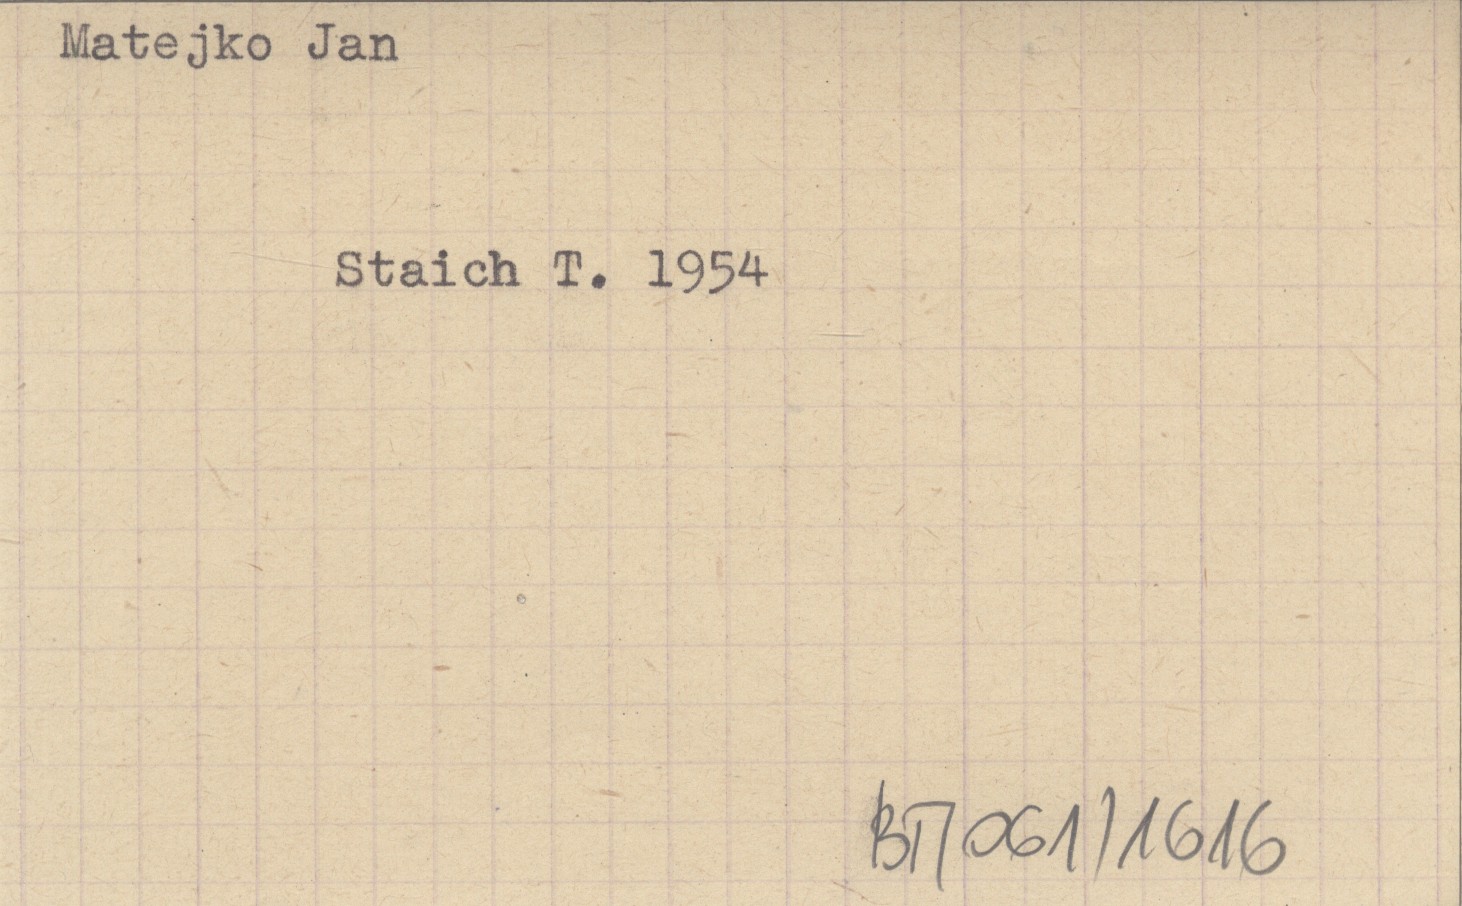 Matejko Jan
Staich T. 1954
BT/061/1616